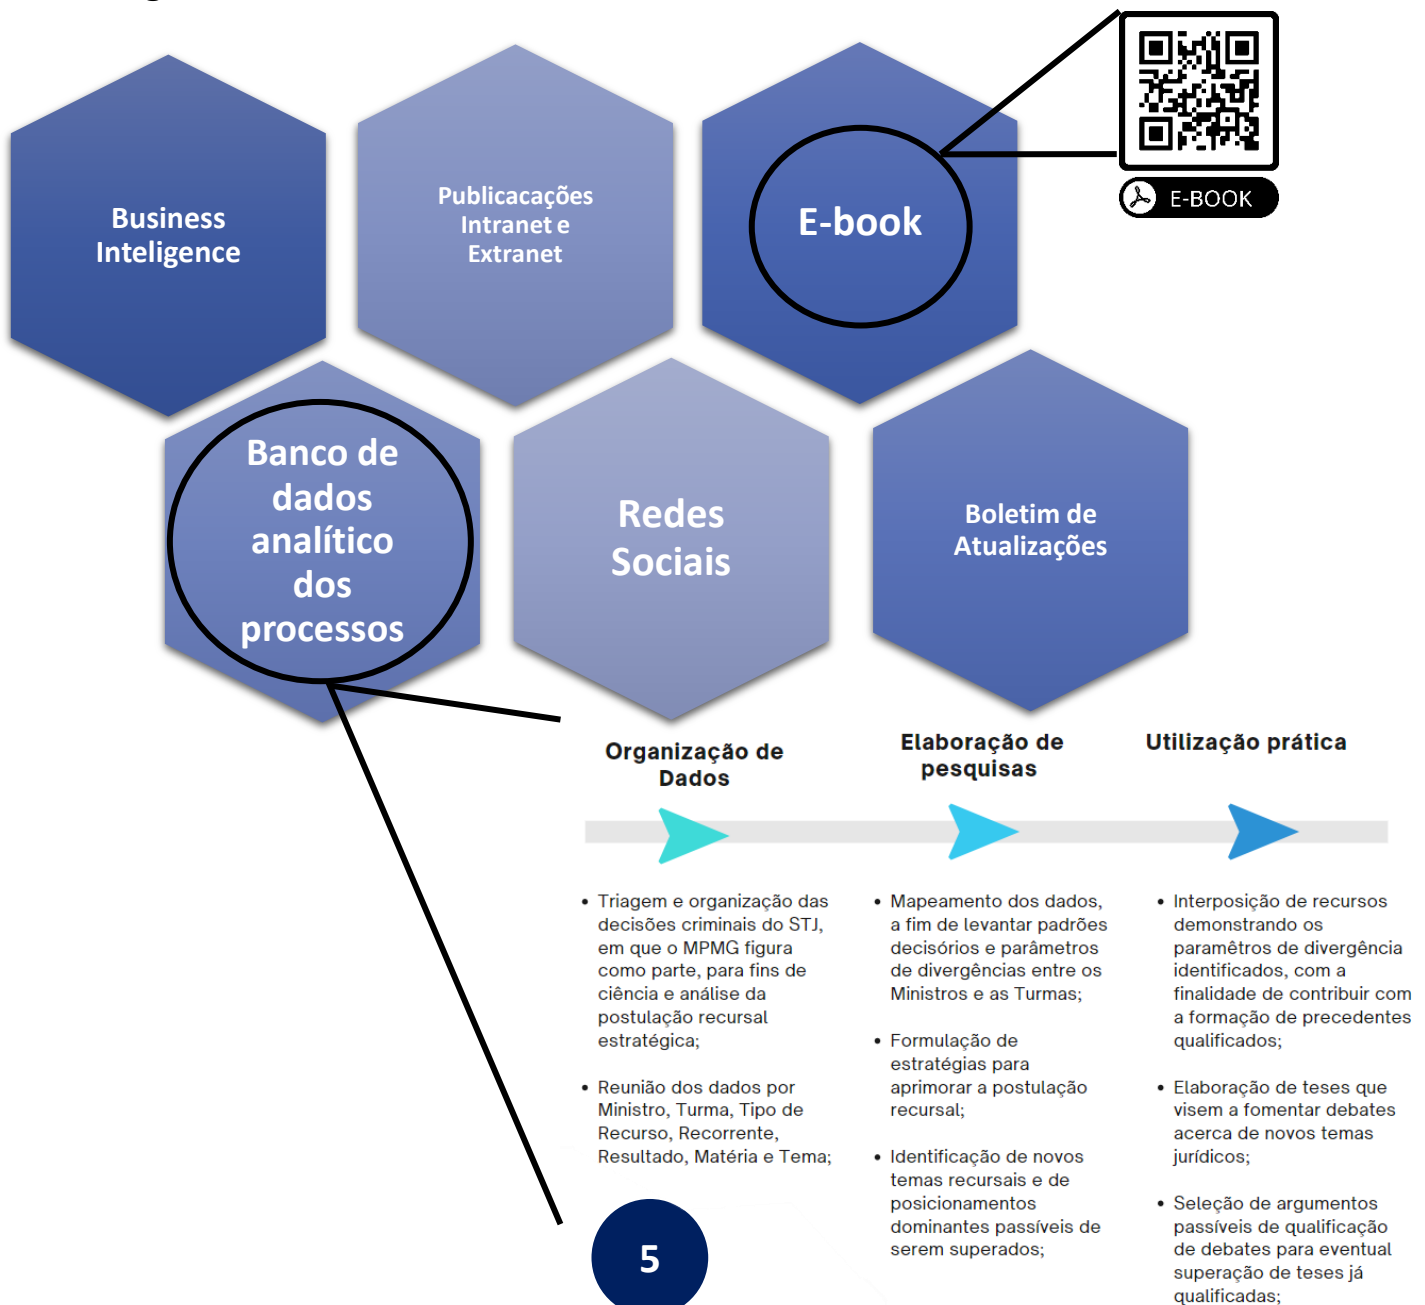 Business
Inteligence
Publicacações
Intranet e
Extranet
E-book
E-BOOK
Banco de
dados
analítico
dos
processos
Redes
Sociais
Boletim de
Atualizações
Organização de
Dados
• Triagem e organização das
decisões criminais do STJ,
em que o MPMG figura
como parte, para fins de
ciência e análise da
postulação recursal
estratégica;
• Reunião dos dados por
Ministro, Turma, Tipo de
Recurso, Recorrente,
Resultado, Matéria e Tema;
Elaboração de
pesquisas
• Mapeamento dos dados,
a fim de levantar padrões
decisórios e parâmetros
de divergências entre os
Ministros e as Turmas;
• Formulação de
estratégias para
aprimorar a postulação
recursal;
• Identificação de novos
temas recursais e de
posicionamentos
dominantes passíveis de
serem superados;
Utilização prática
• Interposição de recursos
demonstrando os
paramêtros de divergência
identificados, com a
finalidade de contribuir com
a formação de precedentes
qualificados;
• Elaboração de teses que
visem a fomentar debates
acerca de novos temas
jurídicos;
• Seleção de argumentos
passíveis de qualificação
de debates para eventual
superação de teses já
qualificadas;
5